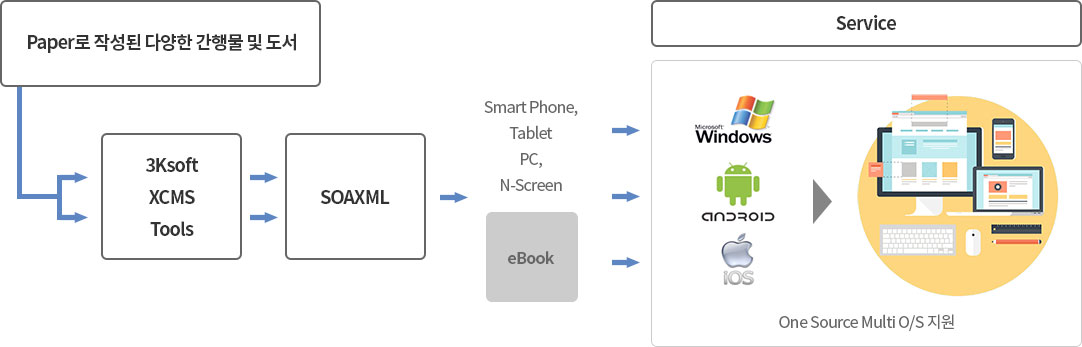 Paper로 작성된 다양한 간행물 및 도서
3Ksoft
XCMS
Tools
SOAXML
Smart Phone,
Tablet
PC,
N-Screen
eBook
Service
Microsoft
Windows
ANDROID
iOS
One Source Multi O/S 지원